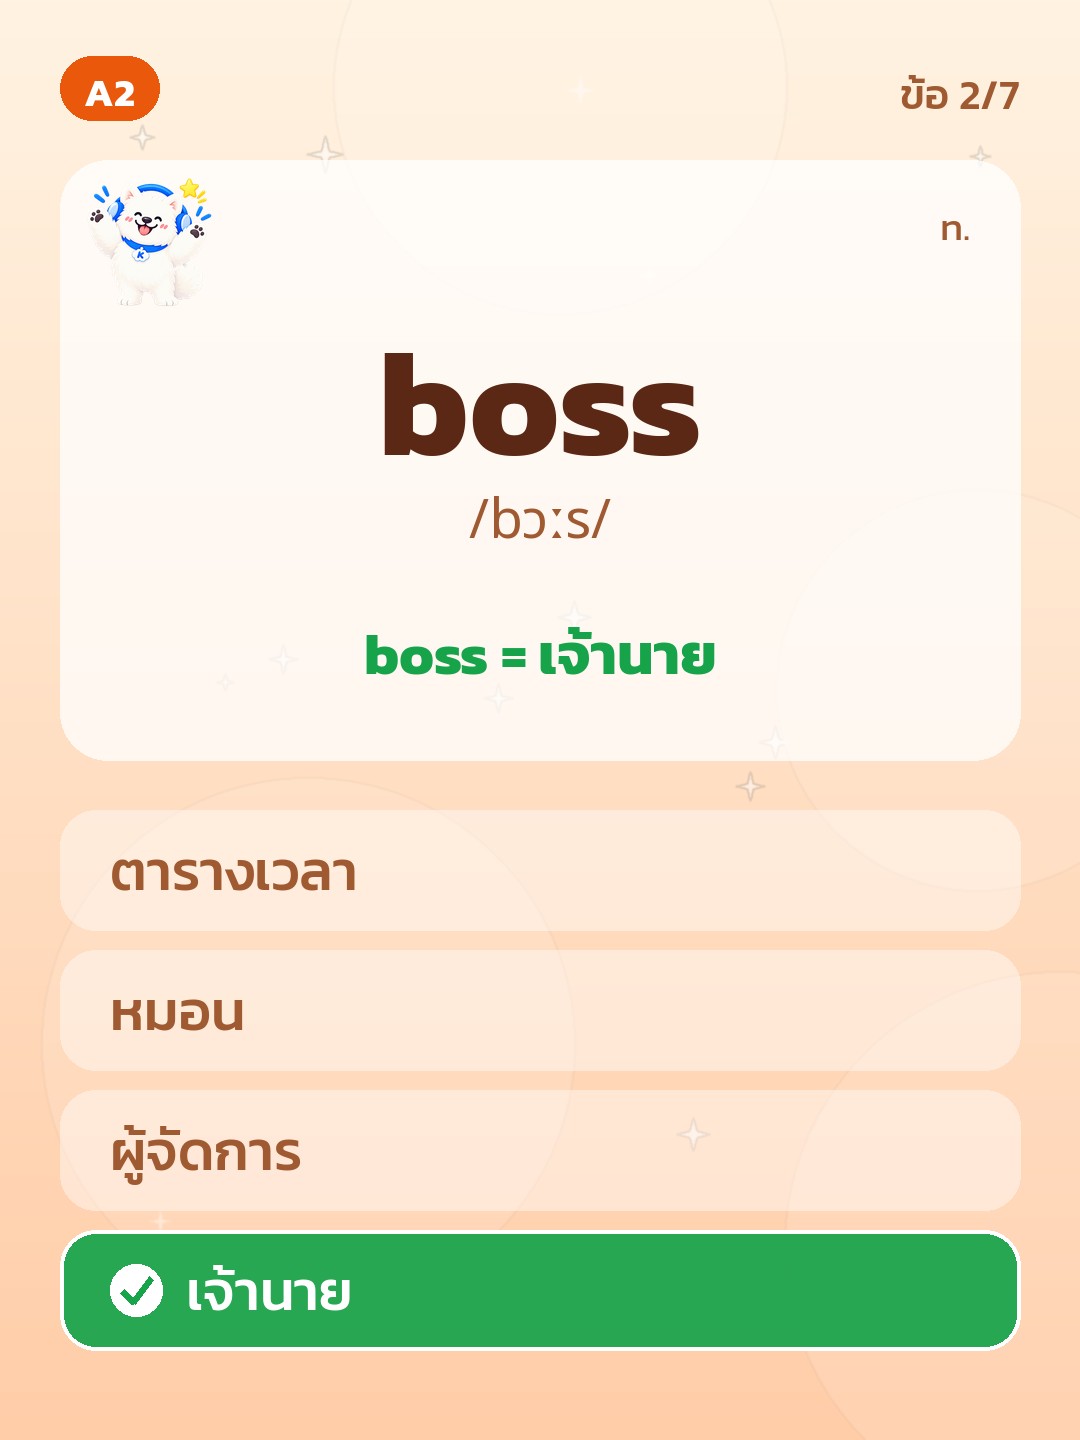 A2
ข้อ 2/7
n.
boss
/bɔːs/
boss = เจ้านาย
ตารางเวลา
หมอน
ผู้จัดการ
เจ้านาย